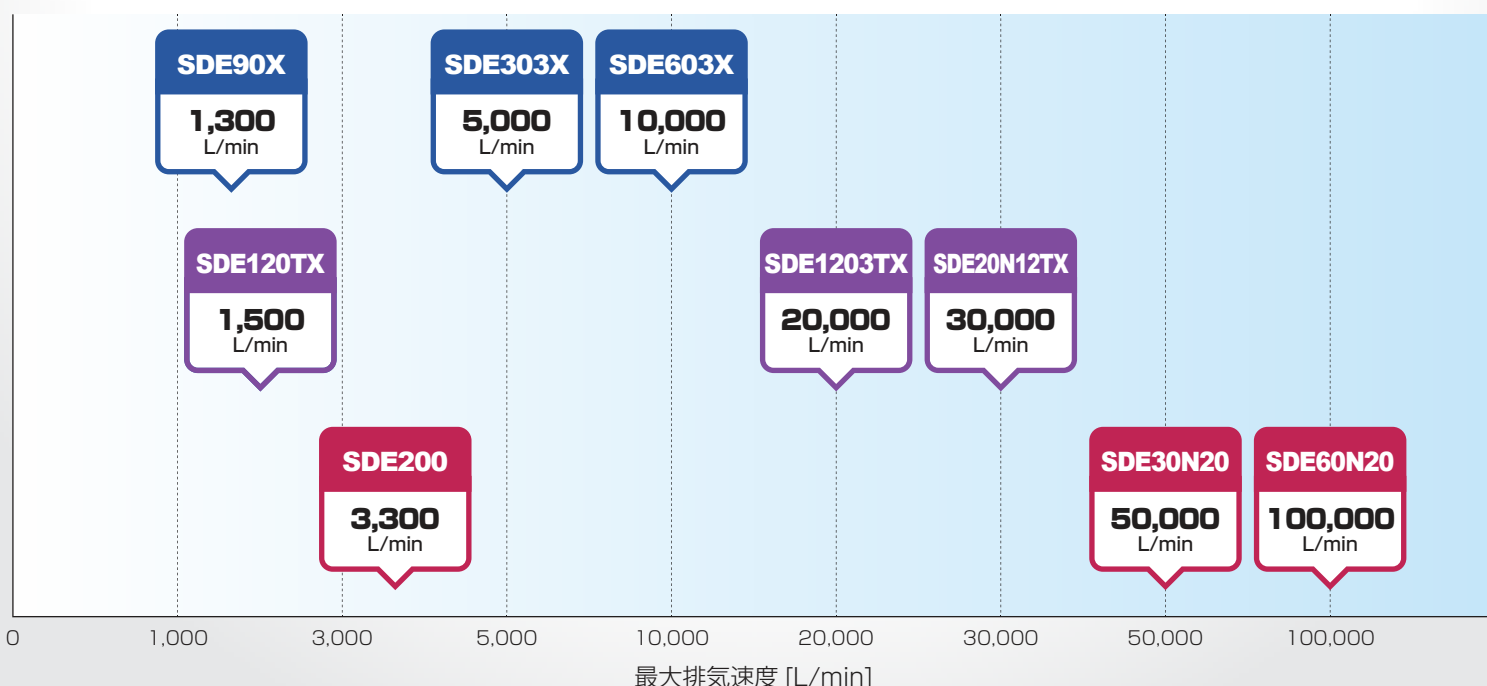 SDE90X
1,300
L/min
SDE303X
5,000
L/min
SDE603X
10,000
L/min
SDE120TX
1,500
L/min
SDE1203TX
20,000
L/min
SDE20N12TX
30,000
L/min
SDE200
3,300
L/min
SDE30N20
50,000
L/min
SDE60N20
100,000
L/min
0 1,000 3,000 5,000 10,000 20,000 30,000 50,000 100,000
最大排気速度 [L/min]